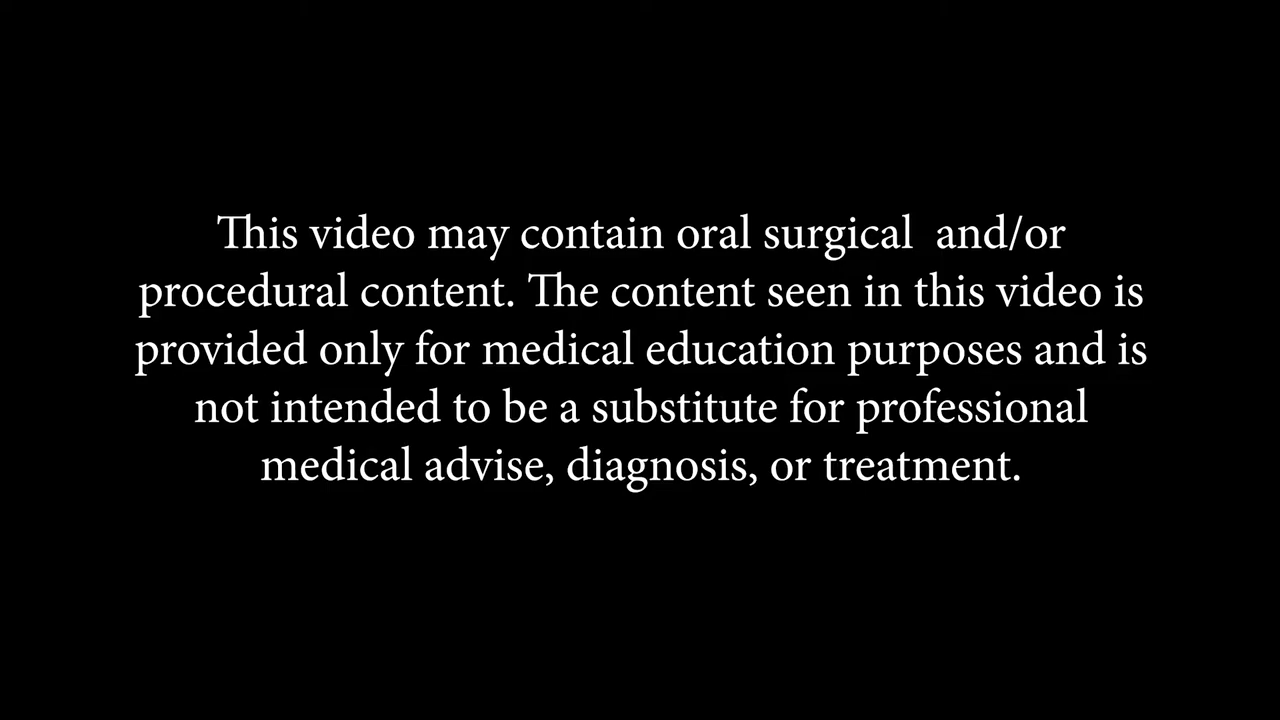 This video may contain oral surgical  and/or
procedural content. The content seen in this video is
provided only for medical education purposes and is
not intended to be a substitute for professional
medical advise, diagnosis, or treatment.